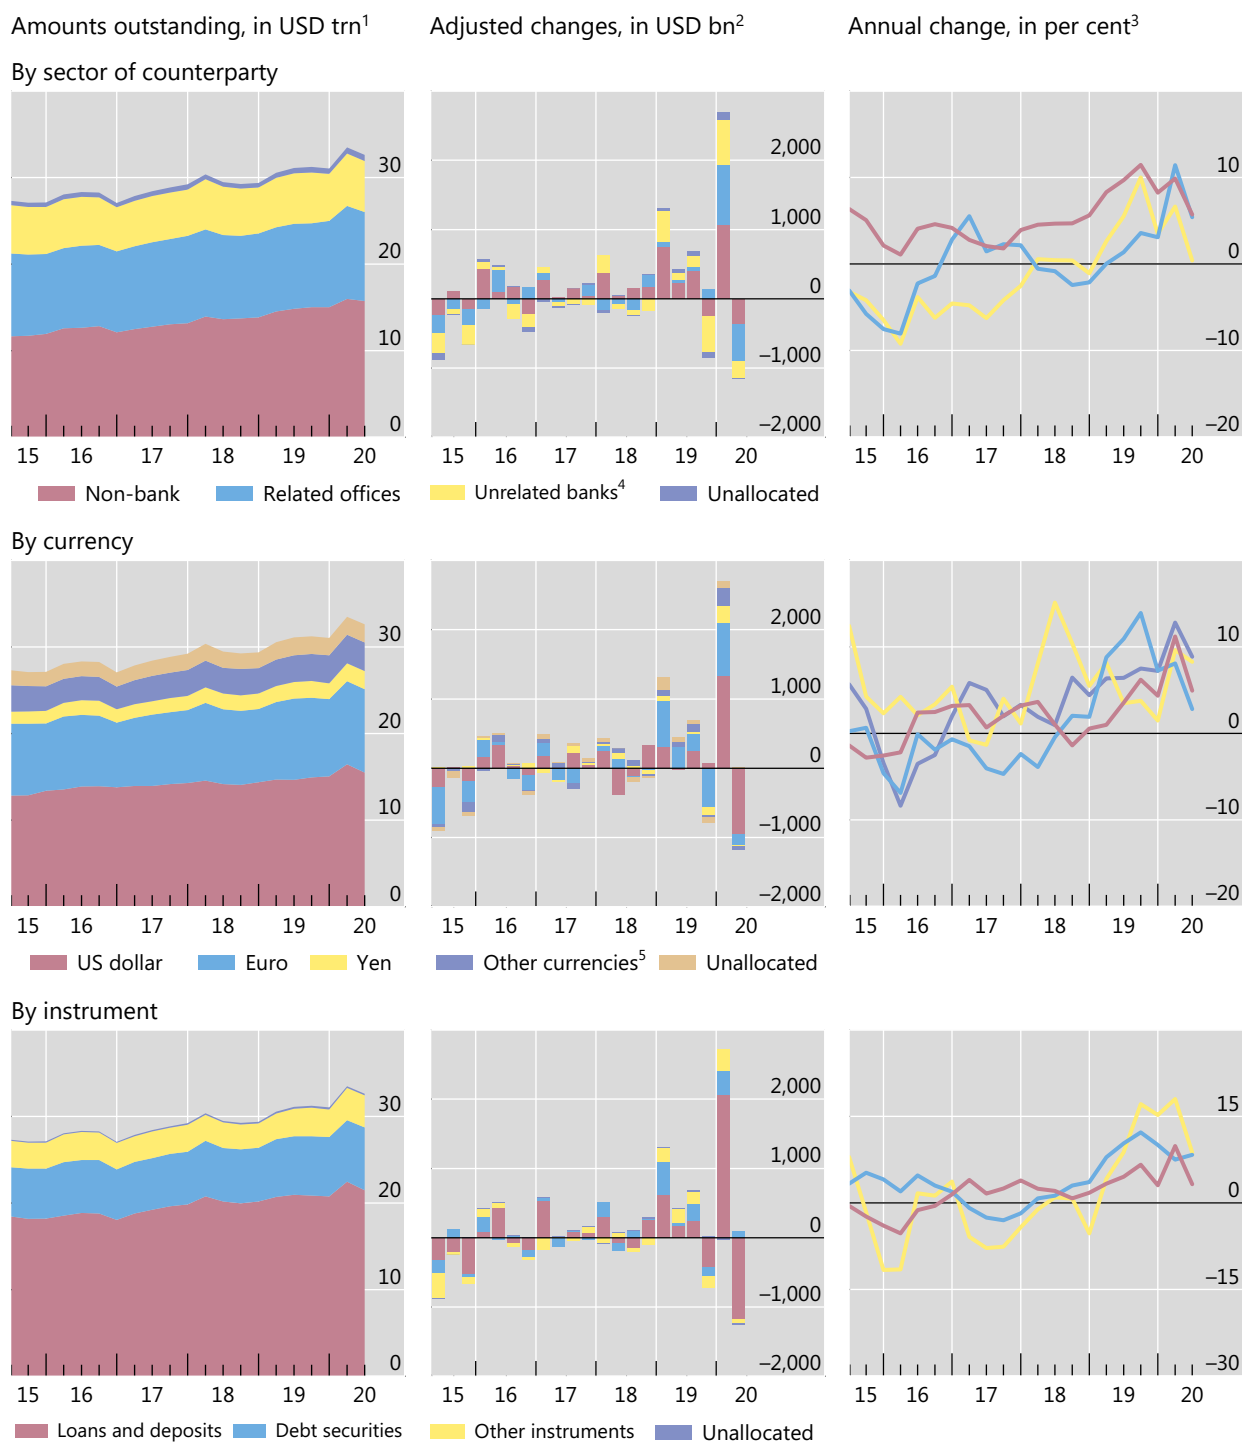 Amounts outstanding, in USD trn1
Adjusted changes, in USD bn2
Annual change, in per cent3
By sector of counterparty
30
20
10
0
15 16 17 18 19 20
2,000
1,000
0
–1,000
–2,000
15 16 17 18 19 20
10
0
–10
–20
15 16 17 18 19 20
Non-bank Related offices Unrelated banks4 Unallocated
By currency
30
20
10
0
15 16 17 18 19 20
2,000
1,000
0
–1,000
–2,000
15 16 17 18 19 20
10
0
–10
–20
15 16 17 18 19 20
US dollar Euro Yen Other currencies5 Unallocated
By instrument
30
20
10
0
15 16 17 18 19 20
2,000
1,000
0
–1,000
–2,000
15 16 17 18 19 20
15
0
–15
–30
15 16 17 18 19 20
Loans and deposits Debt securities Other instruments Unallocated